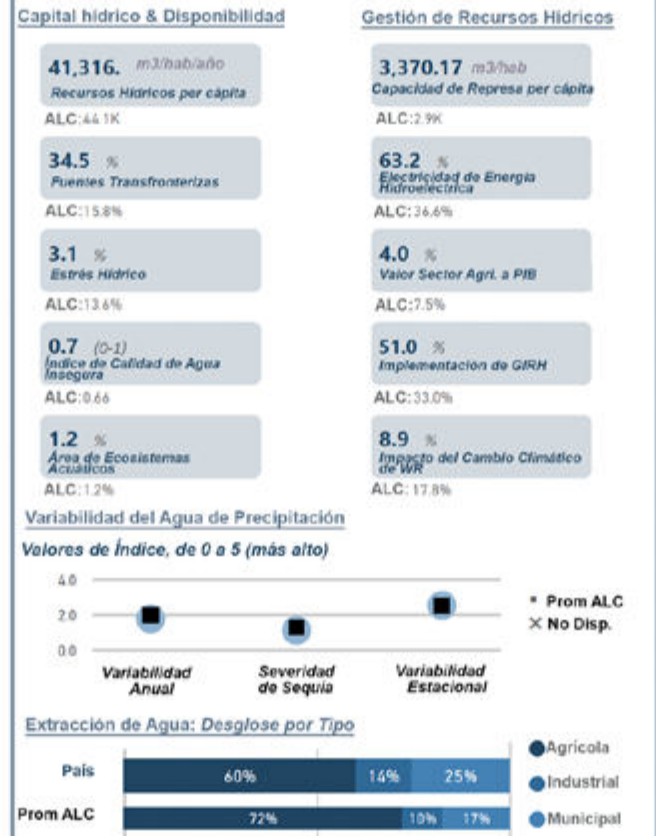 Capital hídrico & Disponibilidad
41,316. m3/hab/año
Recursos Hídricos per cápita
ALC:44.1K
34.5 %
Fuentes Transfronterizas
ALC:15.8%
3.1 %
Estrés Hídrico
ALC:13.6%
0.7 (0-1)
Índice de Calidad de Agua
Insegura
ALC:0.66
1.2 %
Área de Ecosistemas
Acuáticos
ALC:1.2%
Gestión de Recursos Hídricos
3,370.17 m3/hab
Capacidad de Represa per cápita
ALC:2.9K
63.2 %
Electricidad de Energía
Hidroeléctrica
ALC:36.6%
4.0 %
Valor Sector Agri. a PIB
ALC:7.5%
51.0 %
Implementación de GIRH
ALC:33.0%
8.9 %
Impacto del Cambio Climático
de WR
ALC:17.8%
Variabilidad del Agua de Precipitación
Valores de Índice, de 0 a 5 (más alto)
4.0
2.0
0.0
Variabilidad
Anual
Severidad
de Sequía
Variabilidad
Estacional
Prom ALC
No Disp.
Extracción de Agua: Desglose por Tipo
País 60% 14% 25%
Prom ALC 72% 10% 17%
Agrícola
Industrial
Municipal